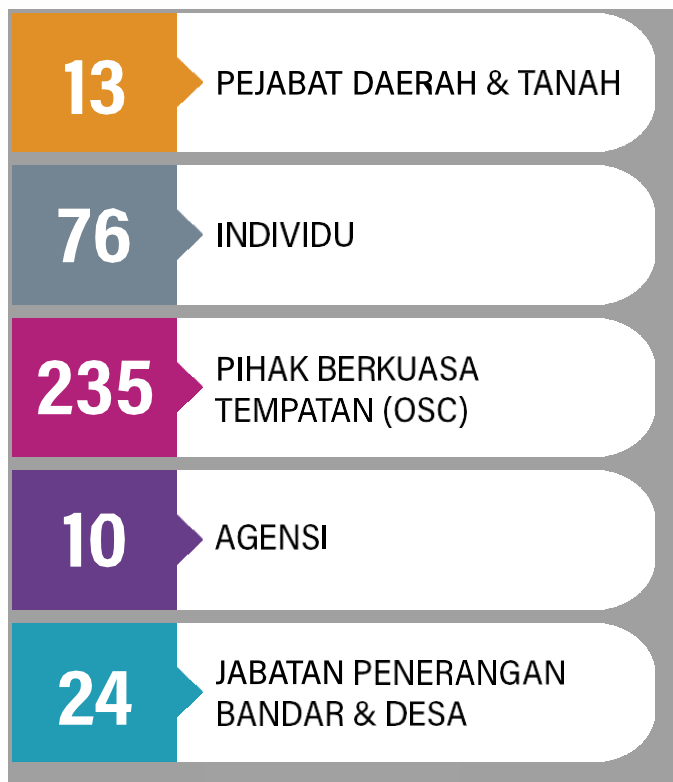 13
PEJABAT DAERAH & TANAH
76
INDIVIDU
235
PIHAK BERKUASA
TEMPATAN (OSC)
10
AGENSI
24
JABATAN PENERANGAN
BANDAR & DESA